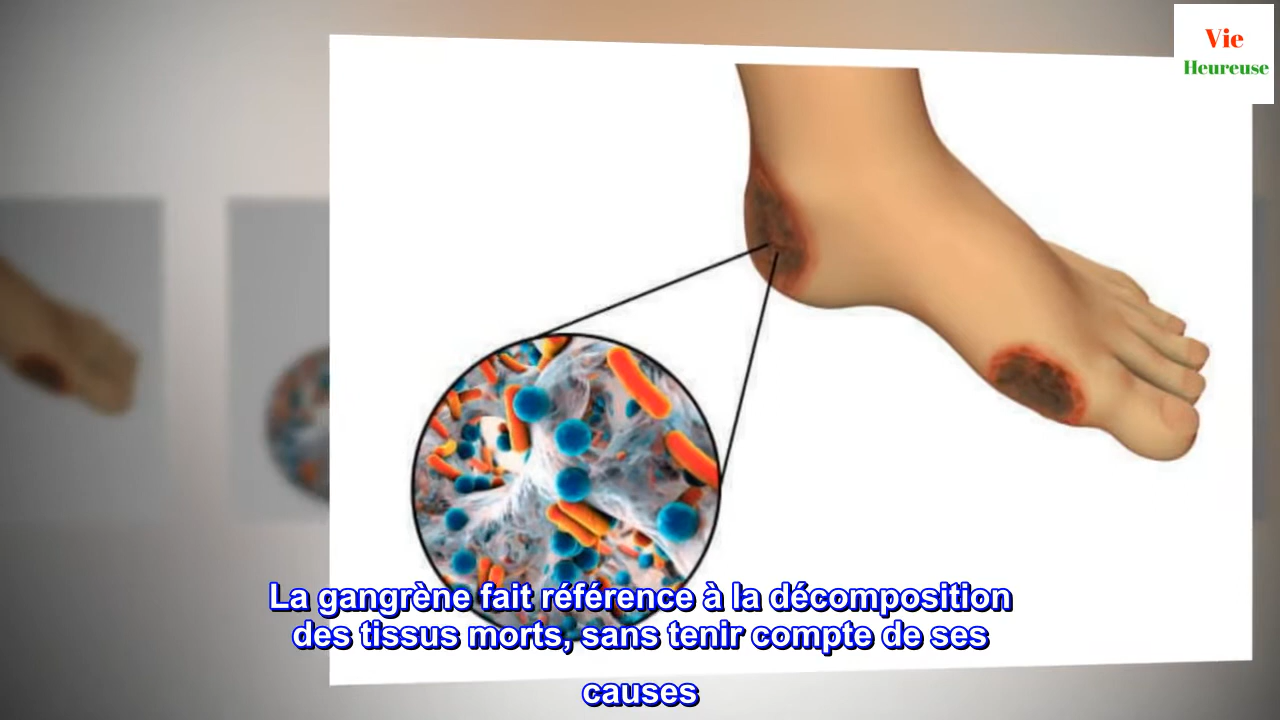 Vie
Heureuse
La gangrène fait référence à la décomposition
des tissus morts, sans tenir compte de ses
causes